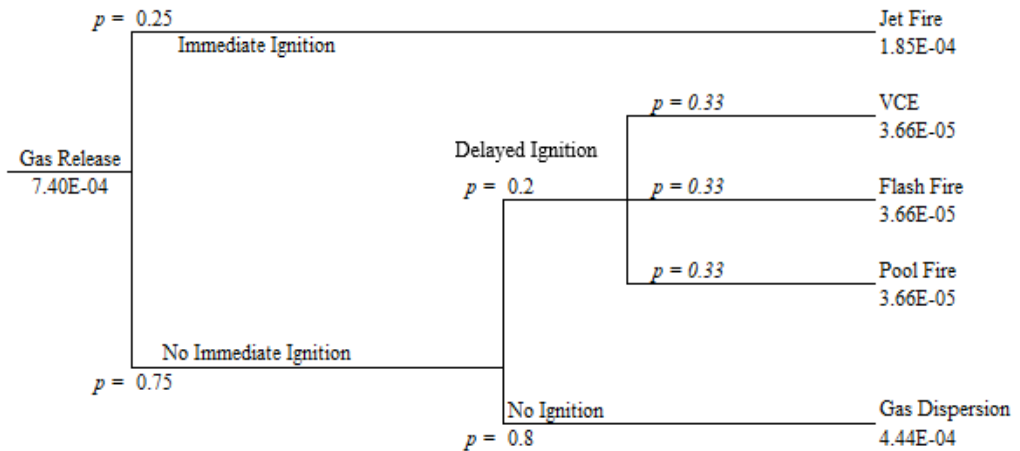 p = 0.25
Immediate Ignition
Jet Fire
1.85E-04
p = 0.33
VCE
3.66E-05
Gas Release
7.40E-04
Delayed Ignition
p = 0.2
p = 0.33
Flash Fire
3.66E-05
p = 0.33
Pool Fire
3.66E-05
No Immediate Ignition
p = 0.75
No Ignition
p = 0.8
Gas Dispersion
4.44E-04